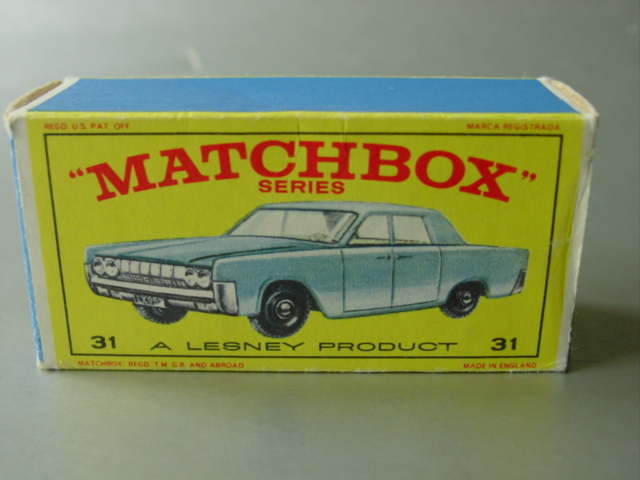 REGD. U.S. PAT. OFF
MARCA REGISTRADA
"MATCHBOX"
SERIES
31 A LESNEY PRODUCT 31
MATCHBOX REGD T.M. G.B. AND ABROAD
MADE IN ENGLAND